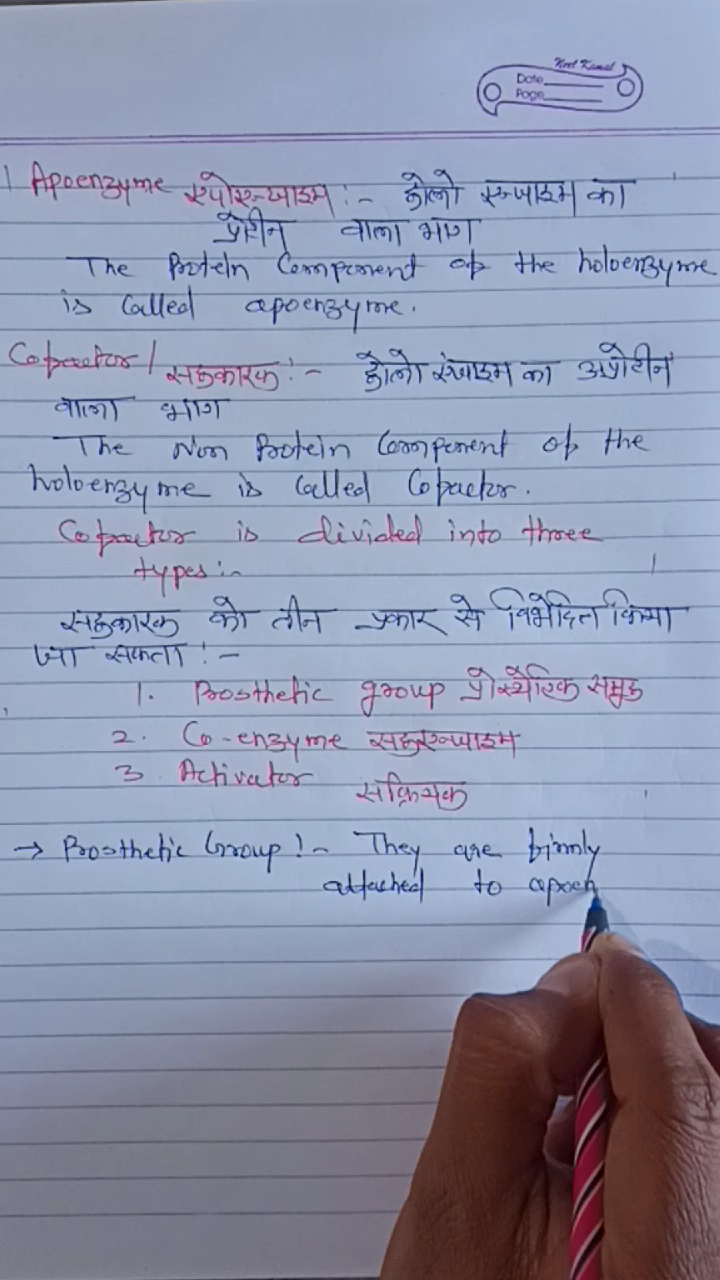 Neel Kamal
Date
Page
1 Apoenzyme एपोएन्जाइम :- होलो एन्जाइम का
प्रोटीन वाला भाग
The Protein Component of the holoenzyme
is Called apoenzyme.
Cofactor / सहकारक :- होलो एंजाइम का अप्रोटीन
वाला भाग
The Non Protein Component of the
holoenzyme is Called Cofactor.
Cofactor is divided into three
types :-
सहकारक को तीन प्रकार से विभेदित किया
जा सकता :-
1. Prosthetic group प्रोस्थैटिक समूह
2. Co-enzyme सहएन्जाइम
3 Activator
सक्रियक
→ Prosthetic Group :- They are firmly
attached to apoen